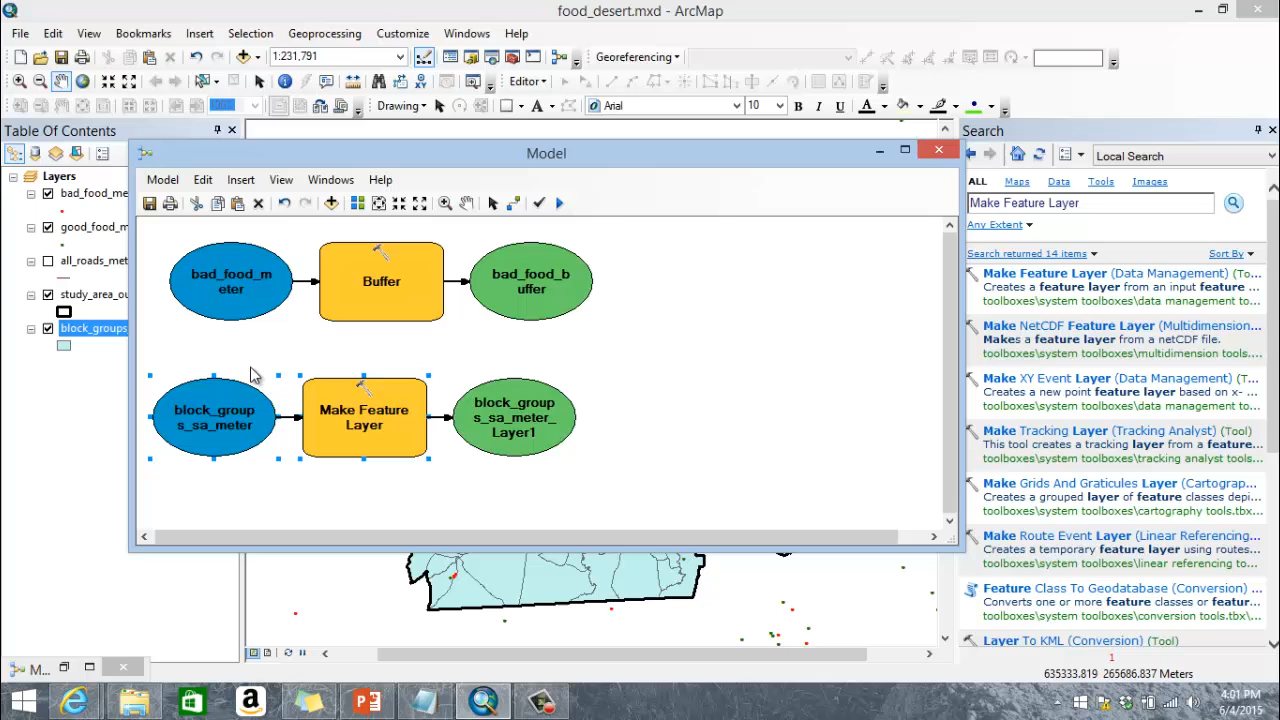 food_desert.mxd - ArcMap
File Edit View Bookmarks Insert Selection Geoprocessing Customize Windows Help
1:231.791
Georeferencing
Editor
Drawing Arial 10 B I U A
Table Of Contents
Layers
bad_food_me
good_food_m
all_roads_met
study_area_ou
block_groups
Model
Model Edit Insert View Windows Help
bad_food_m
eter
Buffer
bad_food_b
uffer
block_group
s_sa_meter
Make Feature
Layer
block_group
s_sa_meter_
Layer1
Search
Local Search
ALL Maps Data Tools Images
Make Feature Layer
Any Extent
Search returned 14 items Sort By
Make Feature Layer (Data Management) (To...
Creates a feature layer from an input feature ...
toolboxes\system toolboxes\data management to...
Make NetCDF Feature Layer (Multidimension...
Makes a feature layer from a netCDF file.
toolboxes\system toolboxes\multidimension tools....
Make XY Event Layer (Data Management) (T...
Creates a new point feature layer based on x- ...
toolboxes\system toolboxes\data management to...
Make Tracking Layer (Tracking Analyst) (Tool)
This tool creates a tracking layer from a feature...
toolboxes\system toolboxes\tracking analyst tools...
Make Grids And Graticules Layer (Cartograp...
Creates a grouped layer of feature classes depi...
toolboxes\system toolboxes\cartography tools.tbx...
Make Route Event Layer (Linear Referencing...
Creates a temporary feature layer using routes...
toolboxes\system toolboxes\linear referencing to...
Feature Class To Geodatabase (Conversion) ...
Converts one or more feature classes or featur...
toolboxes\system toolboxes\conversion tools.tbx\...
Layer To KML (Conversion) (Tool)
1
M...
635333.819 265686.837 Meters
4:01 PM
6/4/2015